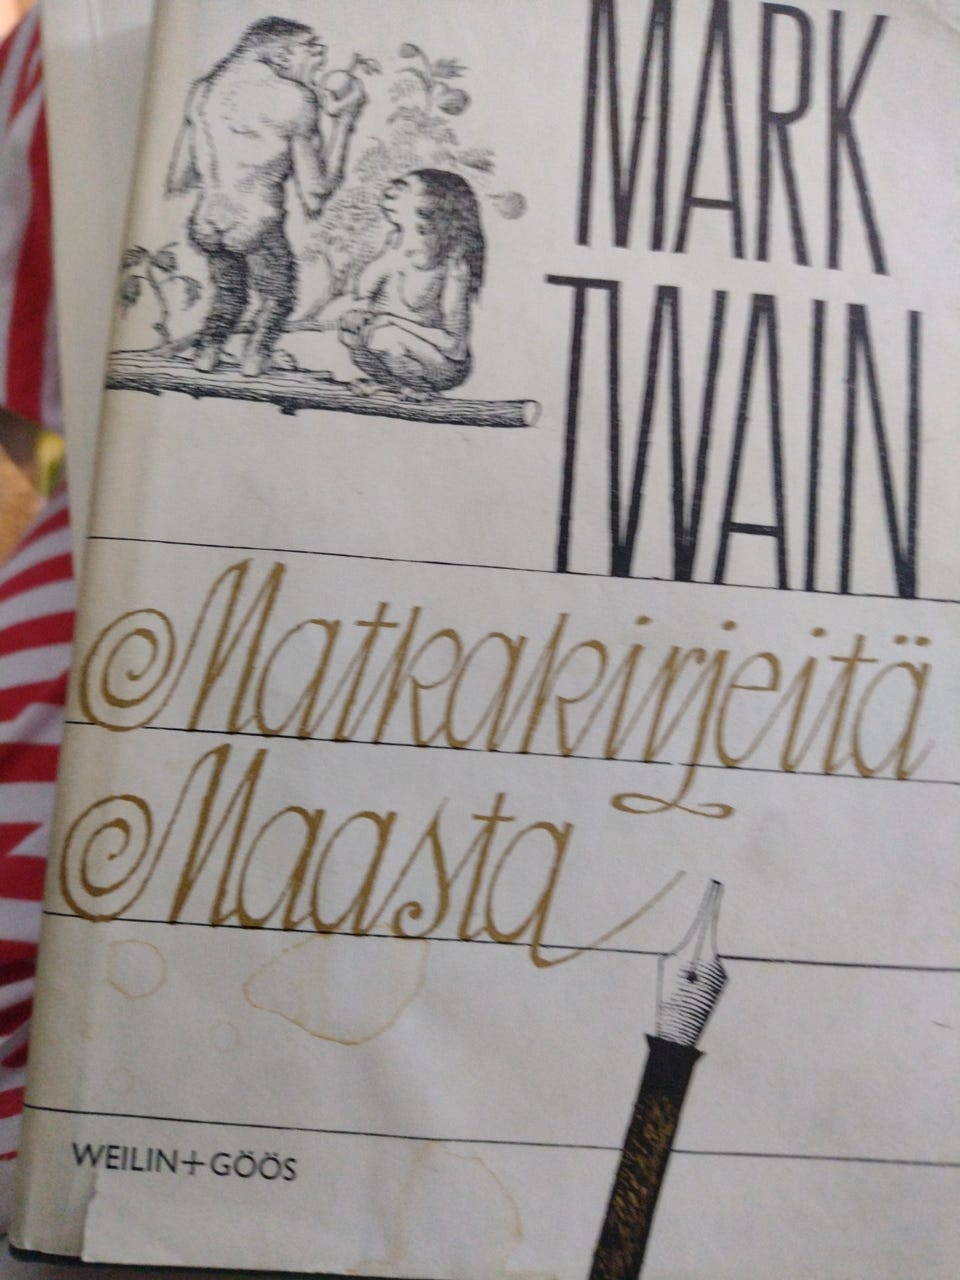 MARK
TWAIN
Matkakirjeitä
Maasta
WEILIN+GÖÖS